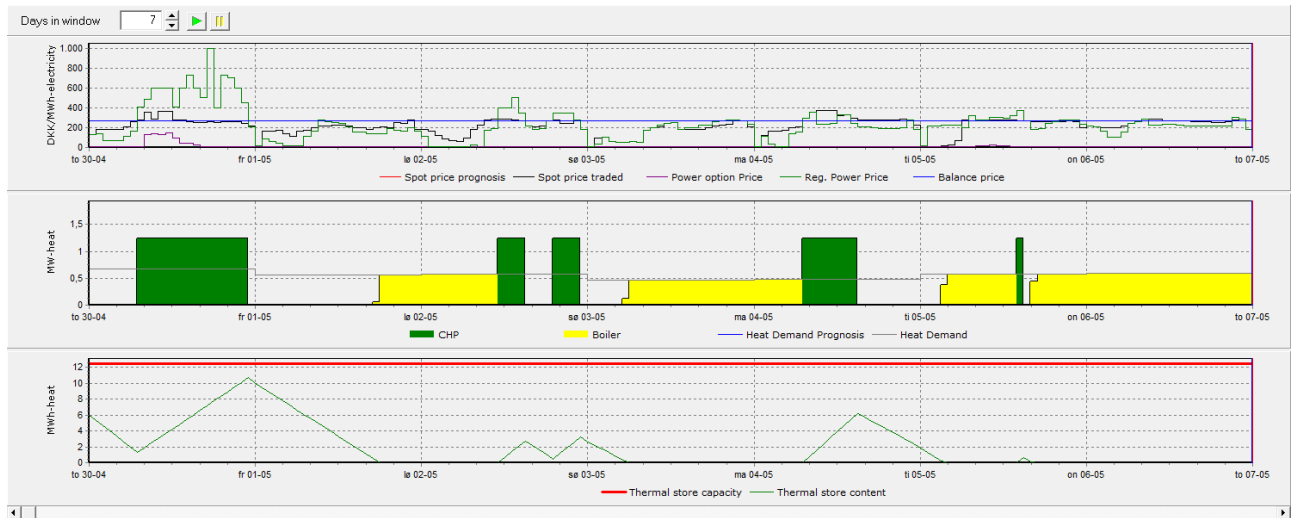 Days in window 7
DKK/MWh-electricity
1.000
800
600
400
200
0
to 30-04 fr 01-05 lø 02-05 sø 03-05 ma 04-05 ti 05-05 on 06-05 to 07-05
Spot price prognosis Spot price traded Power option Price Reg. Power Price Balance price
MW-heat
1,5
1
0,5
0
to 30-04 fr 01-05 lø 02-05 sø 03-05 ma 04-05 ti 05-05 on 06-05 to 07-05
CHP Boiler Heat Demand Prognosis Heat Demand
MWh-heat
12
10
8
6
4
2
0
to 30-04 fr 01-05 lø 02-05 sø 03-05 ma 04-05 ti 05-05 on 06-05 to 07-05
Thermal store capacity Thermal store content